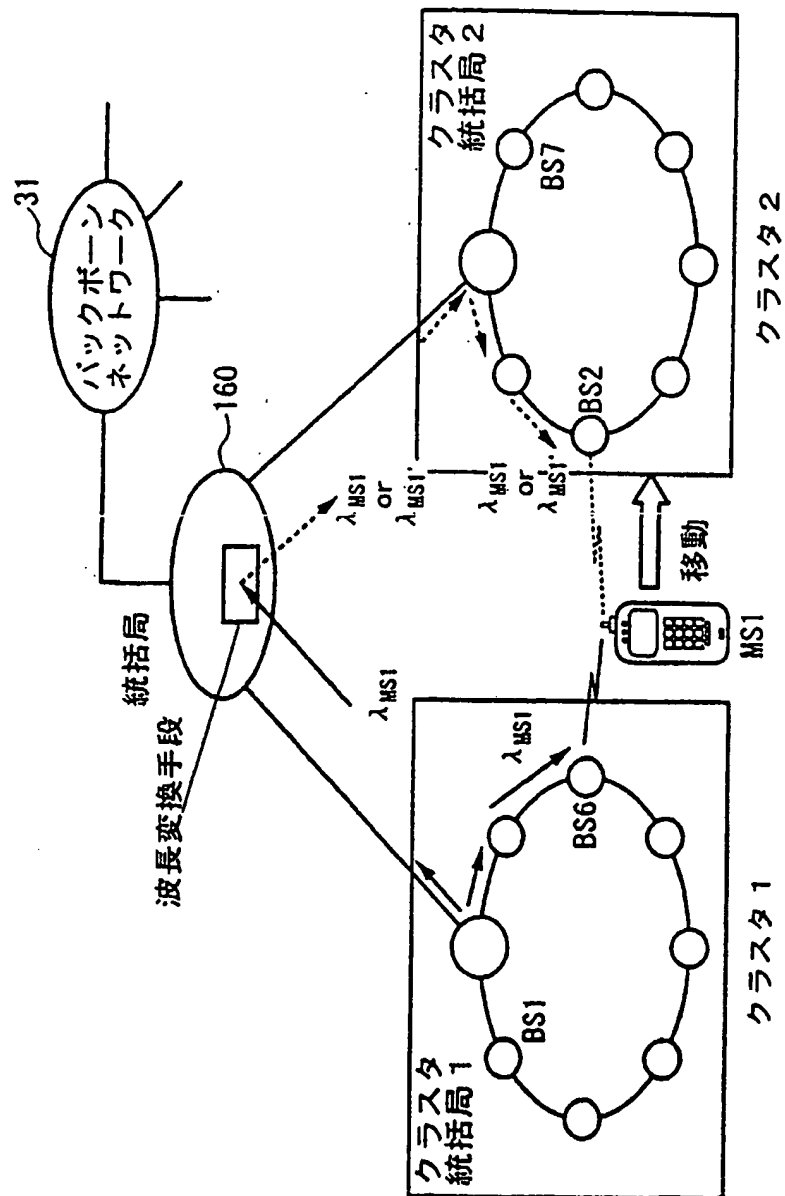 31
バックボーン
ネットワーク
160
統括局
波長変換手段
λMS1
or
λMS1'
λMS1
クラスタ
統括局1
BS1
λMS1
BS6
クラスタ1
MS1
移動
λMS1
or
λMS1'
クラスタ
統括局2
BS7
BS2
クラスタ2